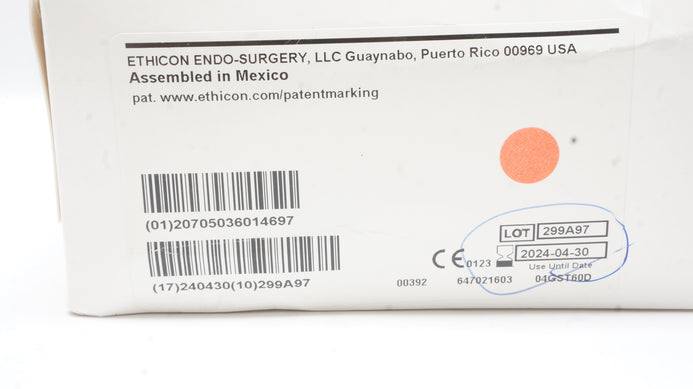 ETHICON ENDO-SURGERY, LLC Guaynabo, Puerto Rico 00969 USA
Assembled in Mexico
pat. www.ethicon.com/patentmarking
(01)20705036014697
LOT 299A97
2024-04-30
CE 0123
Use Until Date
(17)240430(10)299A97
00392 647021603 04GST60D